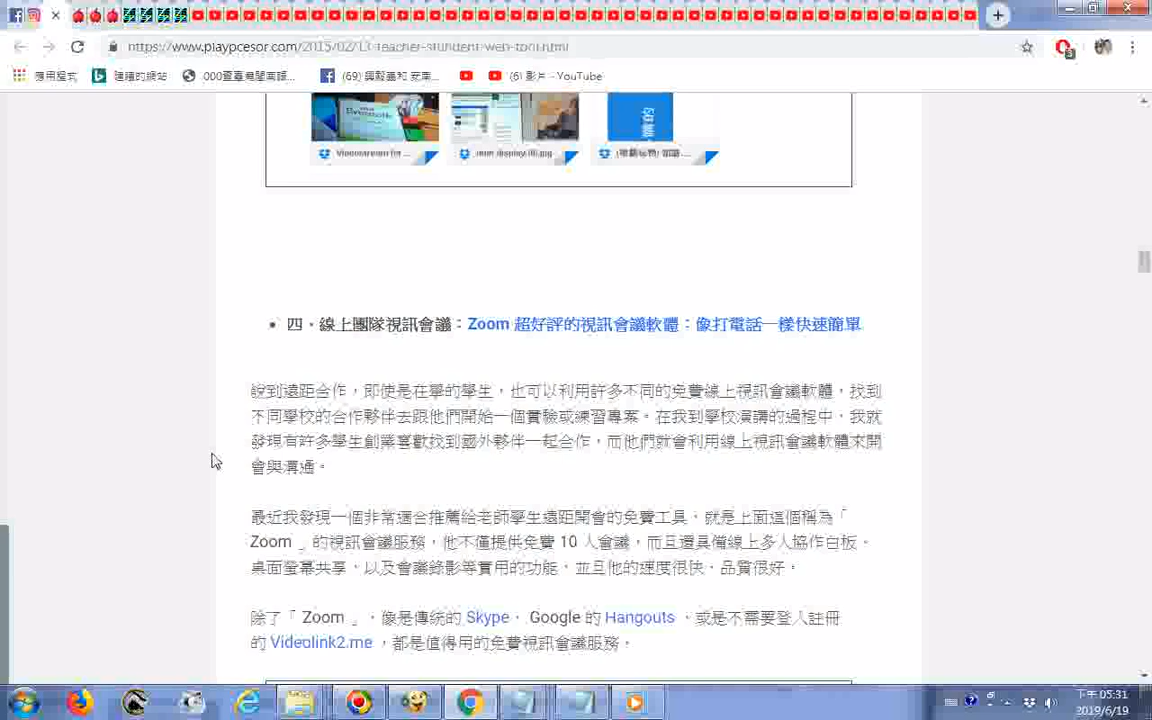 https://www.playpcesor.com/2015/02/13-teacher-stundent-web-tool.html
3
應用程式
000查臺灣閩南語...
(6) 影片 - YouTube
Videostream for ...
四、線上團隊視訊會議：Zoom 超好評的視訊會議軟體：像打電話一樣快速簡單
說到遠距合作，即使是在學的學生，也可以利用許多不同的免費線上視訊會議軟體，找到
不同學校的合作夥伴去跟他們開始一個實驗或練習專案。在我到學校演講的過程中，我就
發現有許多學生創業喜歡找到國外夥伴一起合作，而他們就會利用線上視訊會議軟體來開
會與溝通。
最近我發現一個非常適合推薦給老師學生遠距開會的免費工具，就是上面這個稱為「
Zoom 」的視訊會議服務，他不僅提供免費 10 人會議，而且還具備線上多人協作白板、
桌面螢幕共享，以及會議錄影等實用的功能，並且他的速度很快、品質很好。
除了「 Zoom 」，像是傳統的 Skype、 Google 的 Hangouts ，或是不需要登入註冊
的 Videolink2.me ，都是值得用的免費視訊會議服務。
下午 05:31
2019/6/19